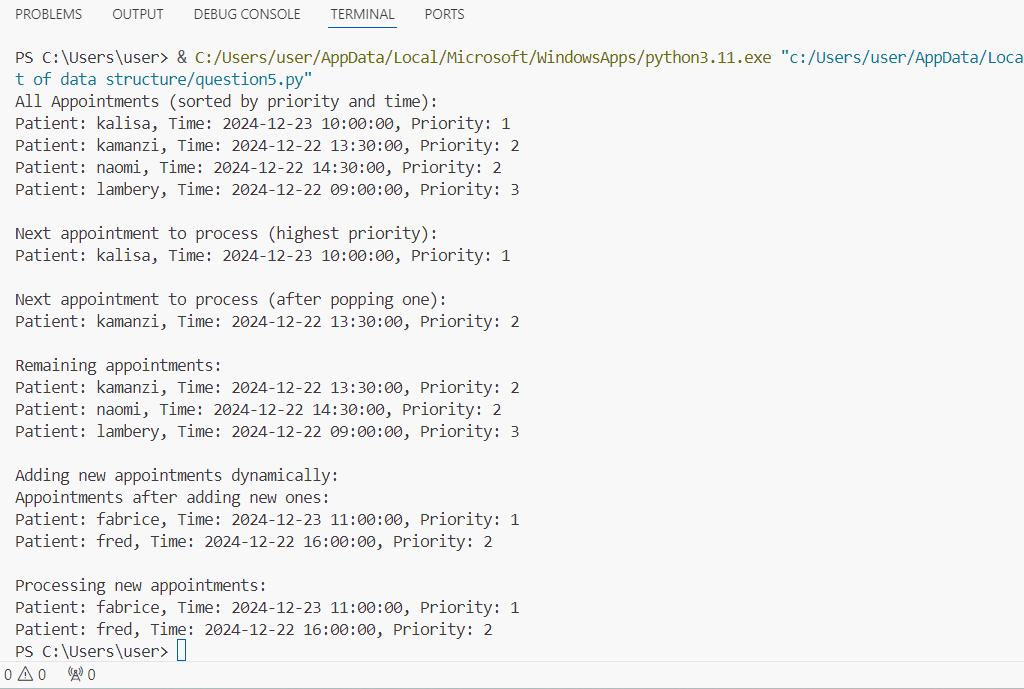 PROBLEMS OUTPUT DEBUG CONSOLE TERMINAL PORTS
PS C:\Users\user> & C:/Users/user/AppData/Local/Microsoft/WindowsApps/python3.11.exe "c:/Users/user/AppData/Loca
t of data structure/question5.py"
All Appointments (sorted by priority and time):
Patient: kalisa, Time: 2024-12-23 10:00:00, Priority: 1
Patient: kamanzi, Time: 2024-12-22 13:30:00, Priority: 2
Patient: naomi, Time: 2024-12-22 14:30:00, Priority: 2
Patient: lambery, Time: 2024-12-22 09:00:00, Priority: 3
Next appointment to process (highest priority):
Patient: kalisa, Time: 2024-12-23 10:00:00, Priority: 1
Next appointment to process (after popping one):
Patient: kamanzi, Time: 2024-12-22 13:30:00, Priority: 2
Remaining appointments:
Patient: kamanzi, Time: 2024-12-22 13:30:00, Priority: 2
Patient: naomi, Time: 2024-12-22 14:30:00, Priority: 2
Patient: lambery, Time: 2024-12-22 09:00:00, Priority: 3
Adding new appointments dynamically:
Appointments after adding new ones:
Patient: fabrice, Time: 2024-12-23 11:00:00, Priority: 1
Patient: fred, Time: 2024-12-22 16:00:00, Priority: 2
Processing new appointments:
Patient: fabrice, Time: 2024-12-23 11:00:00, Priority: 1
Patient: fred, Time: 2024-12-22 16:00:00, Priority: 2
PS C:\Users\user>
0 0 0